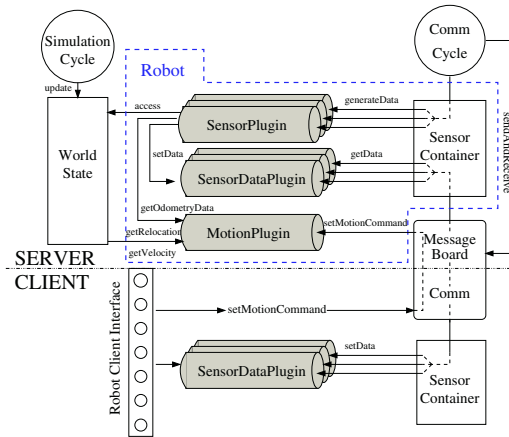 Simulation
Cycle
Comm
Cycle
Robot
update
access
generateData
SensorPlugin
World
State
Sensor
Container
sendAndReceive
setData
getData
SensorDataPlugin
getOdometryData
getRelocation
getVelocity
MotionPlugin
setMotionCommand
Message
Board
SERVER
CLIENT
Comm
Robot Client Interface
setMotionCommand
setData
SensorDataPlugin
Sensor
Container